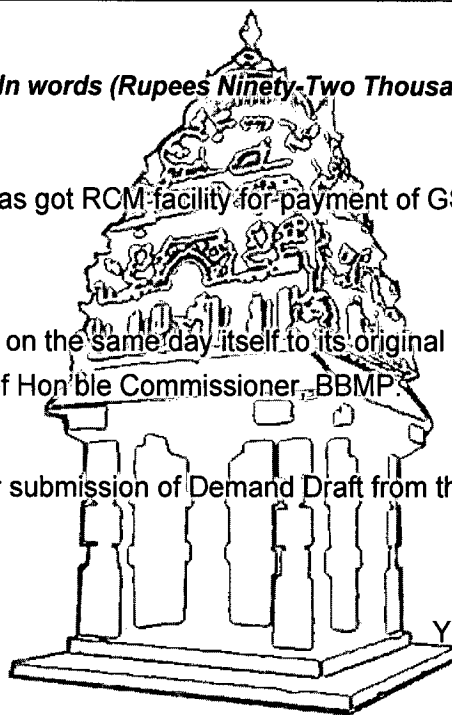 In words (Rupees Ninety-Two Thousa
as got RCM facility for payment of GS
on the same day itself to its original
f Hon'ble Commissioner, BBMP.
r submission of Demand Draft from th
Y